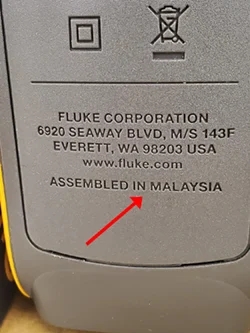 FLUKE CORPORATION
6920 SEAWAY BLVD, M/S 143F
EVERETT, WA 98203 USA
www.fluke.com
ASSEMBLED IN MALAYSIA